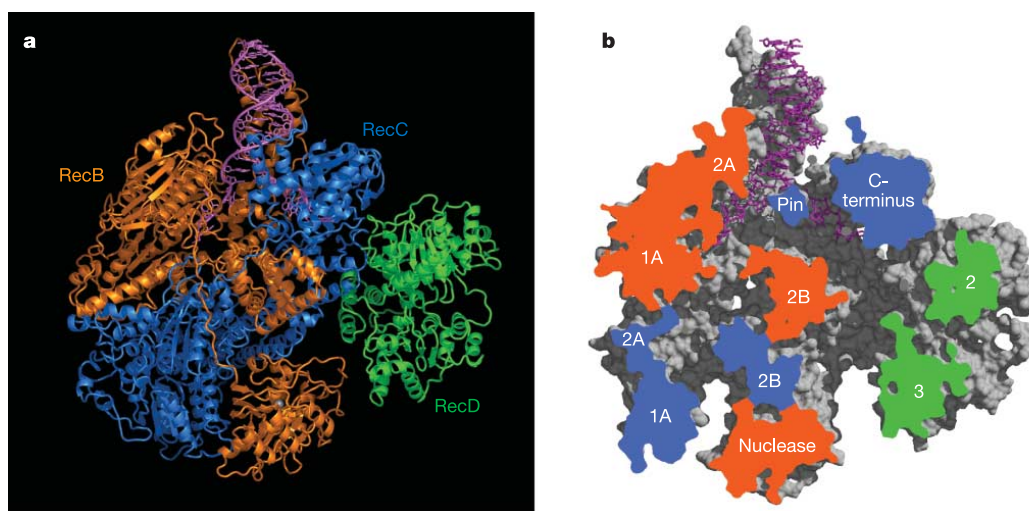 a
RecC
RecB
RecD
b
2A
C-
terminus
Pin
1A
2B
2
2A
2B
3
1A
Nuclease